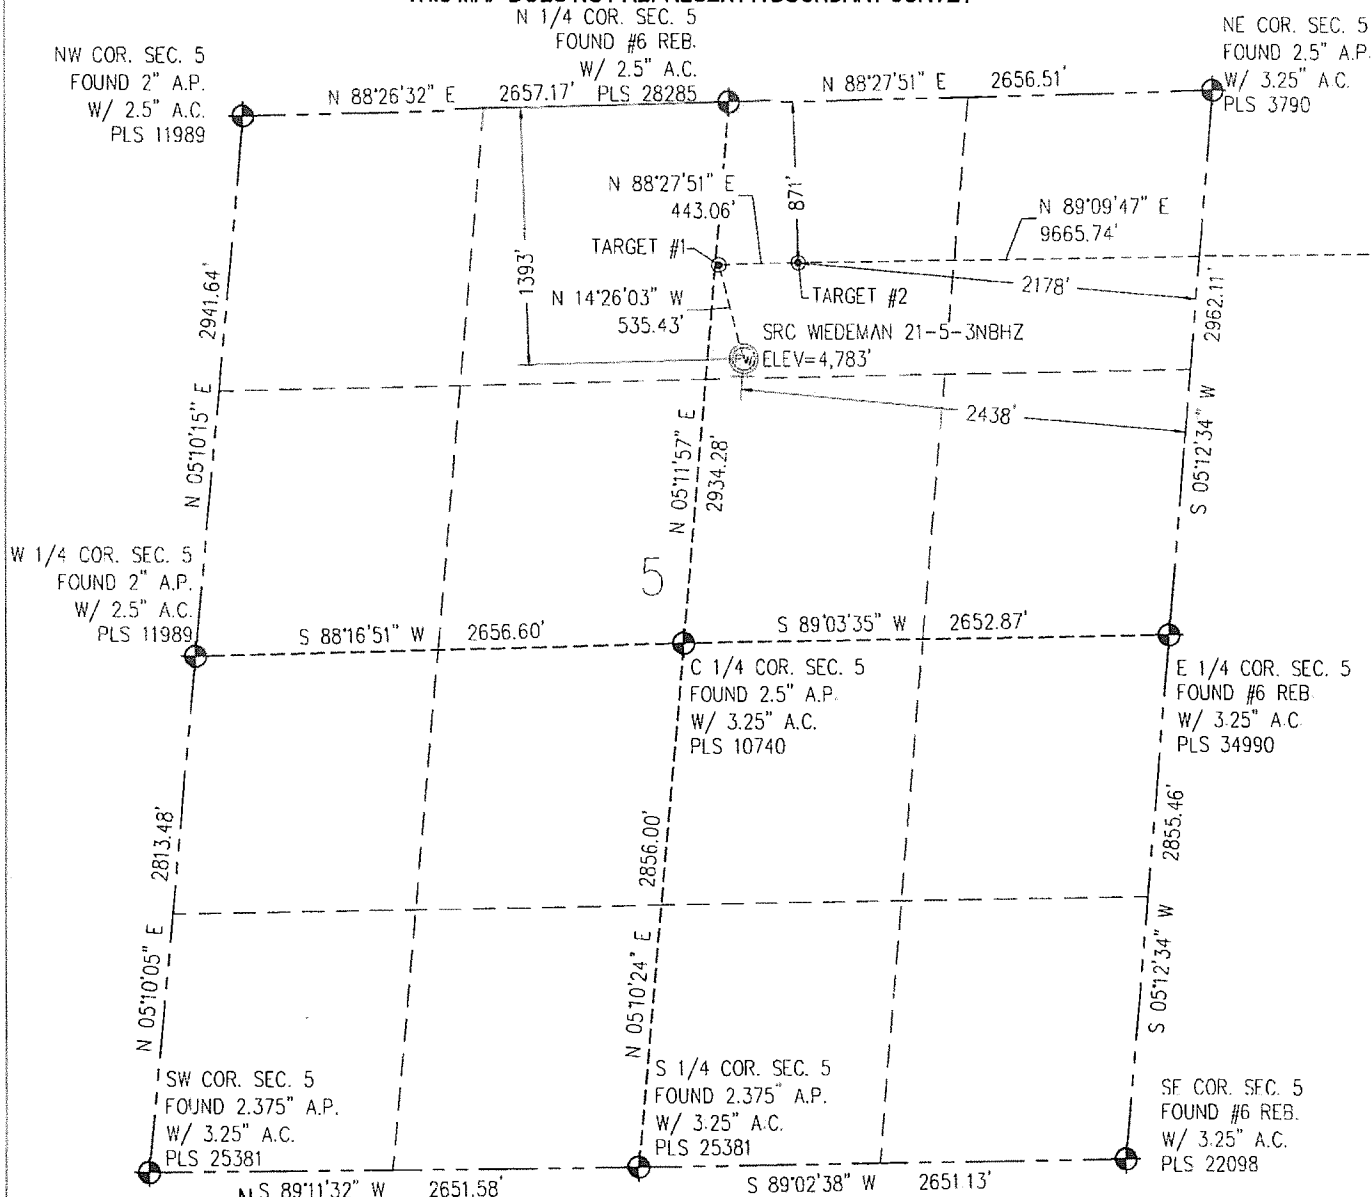 THIS MAP DOES NOT REPRESENT A BOUNDARY SURVEY
N 1/4 COR. SEC. 5
FOUND #6 REB.
W/ 2.5" A.C.
PLS 28285
NW COR. SEC. 5
FOUND 2" A.P.
W/ 2.5" A.C.
PLS 11989
NE COR. SEC. 5
FOUND 2.5" A.P.
W/ 3.25" A.C.
PLS 3790
N 88°26'32" E
2657.17'
N 88°27'51" E
2656.51'
N 88°27'51" E
443.06'
871'
N 89°09'47" E
9665.74'
TARGET #1
1393'
TARGET #2
2178'
2941.64'
2962.11'
N 14°26'03" W
535.43'
SRC WIEDEMAN 21-5-3NBHZ
ELEV=4,783'
2438'
N 05°10'15" E
N 05°11'57" E
2934.28'
S 05°12'34" W
W 1/4 COR. SEC. 5
FOUND 2" A.P.
W/ 2.5" A.C.
PLS 11989
5
S 88°16'51" W
2656.60'
S 89°03'35" W
2652.87'
C 1/4 COR. SEC. 5
FOUND 2.5" A.P.
W/ 3.25" A.C.
PLS 10740
E 1/4 COR. SEC. 5
FOUND #6 REB.
W/ 3.25" A.C
PLS 34990
2813.48'
2856.00'
2855.46'
N 05°10'05" E
N 05°10'24" E
S 05°12'34" W
SW COR. SEC. 5
FOUND 2.375" A.P.
W/ 3.25" A.C.
PLS 25381
S 1/4 COR. SEC. 5
FOUND 2.375" A.P.
W/ 3.25" A.C.
PLS 25381
SE COR. SEC. 5
FOUND #6 REB.
W/ 3.25" A.C.
PLS 22098
N
S 89°11'32" W
2651.58'
S 89°02'38" W
2651.13'